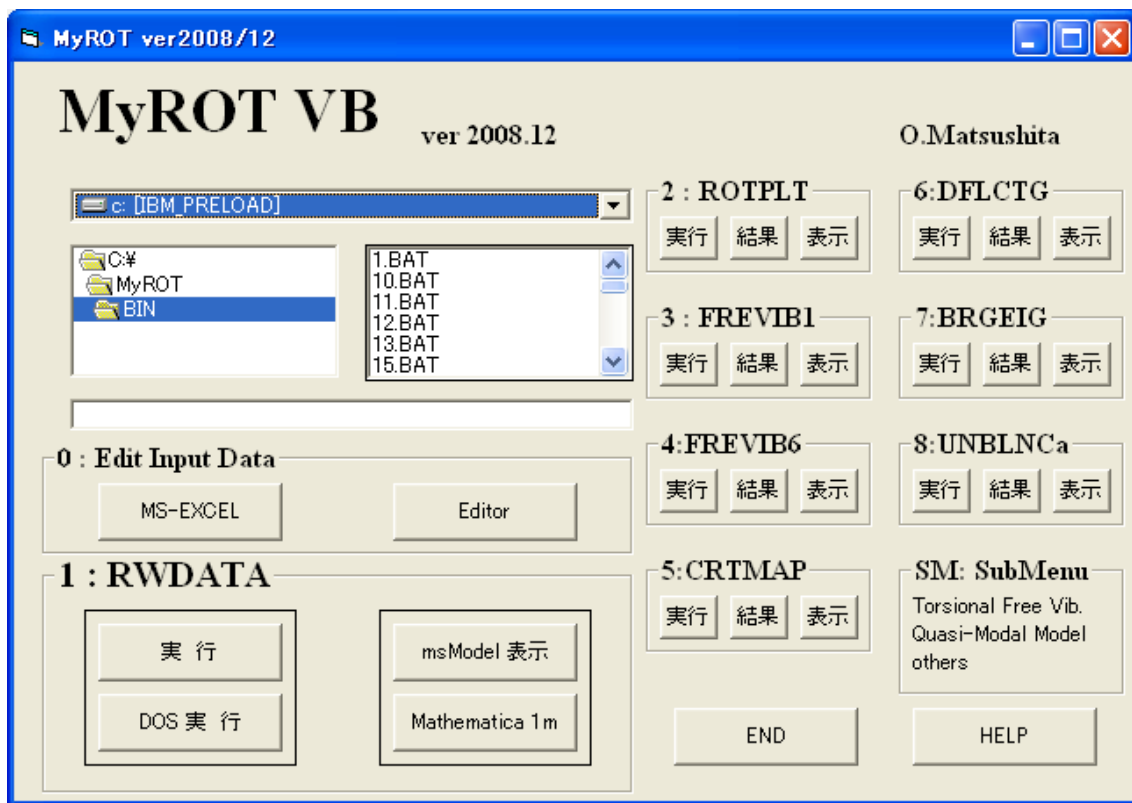 MyROT ver2008/12
MyROT VB
ver 2008.12
O.Matsushita
c: [IBM_PRELOAD]
C:¥
MyROT
BIN
1.BAT
10.BAT
11.BAT
12.BAT
13.BAT
15.BAT
0 : Edit Input Data
MS-EXCEL
Editor
1 : RWDATA
実 行
DOS 実 行
msModel 表示
Mathematica 1m
2 : ROTPLT
実行 結果 表示
3 : FREVIB1
実行 結果 表示
4:FREVIB6
実行 結果 表示
5:CRTMAP
実行 結果 表示
END
6:DFLCTG
実行 結果 表示
7:BRGEIG
実行 結果 表示
8:UNBLNCa
実行 結果 表示
SM: SubMenu
Torsional Free Vib.
Quasi-Modal Model
others
HELP